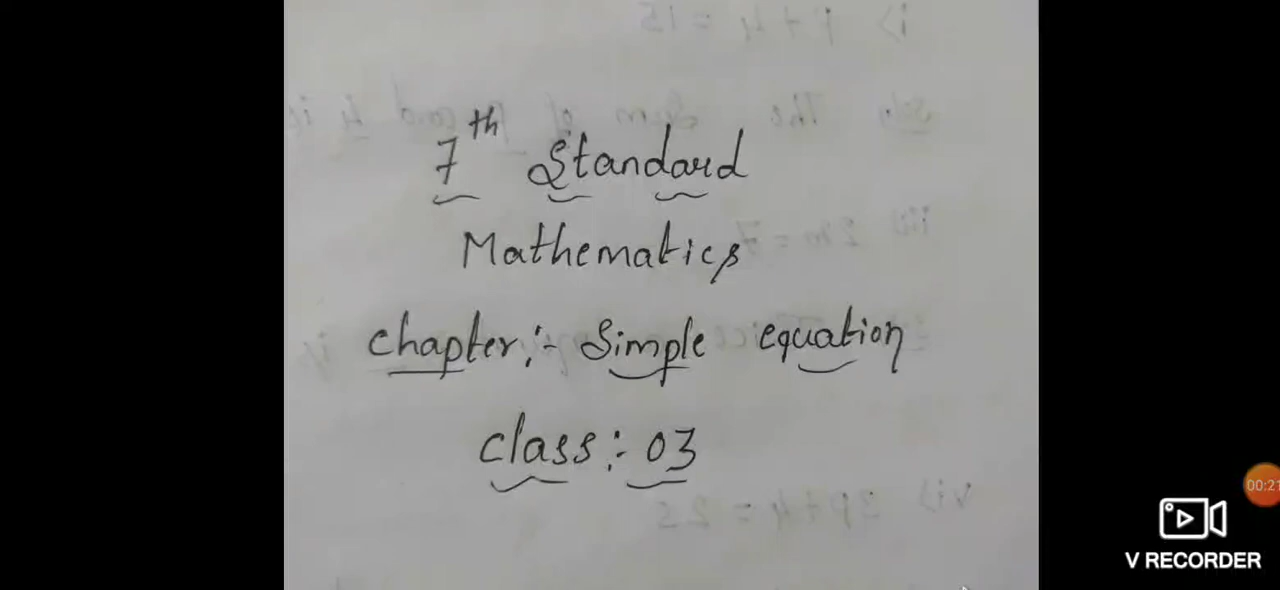 7th Standard
Mathematics
chapter:- Simple equation
class:- 03
00:21
V RECORDER